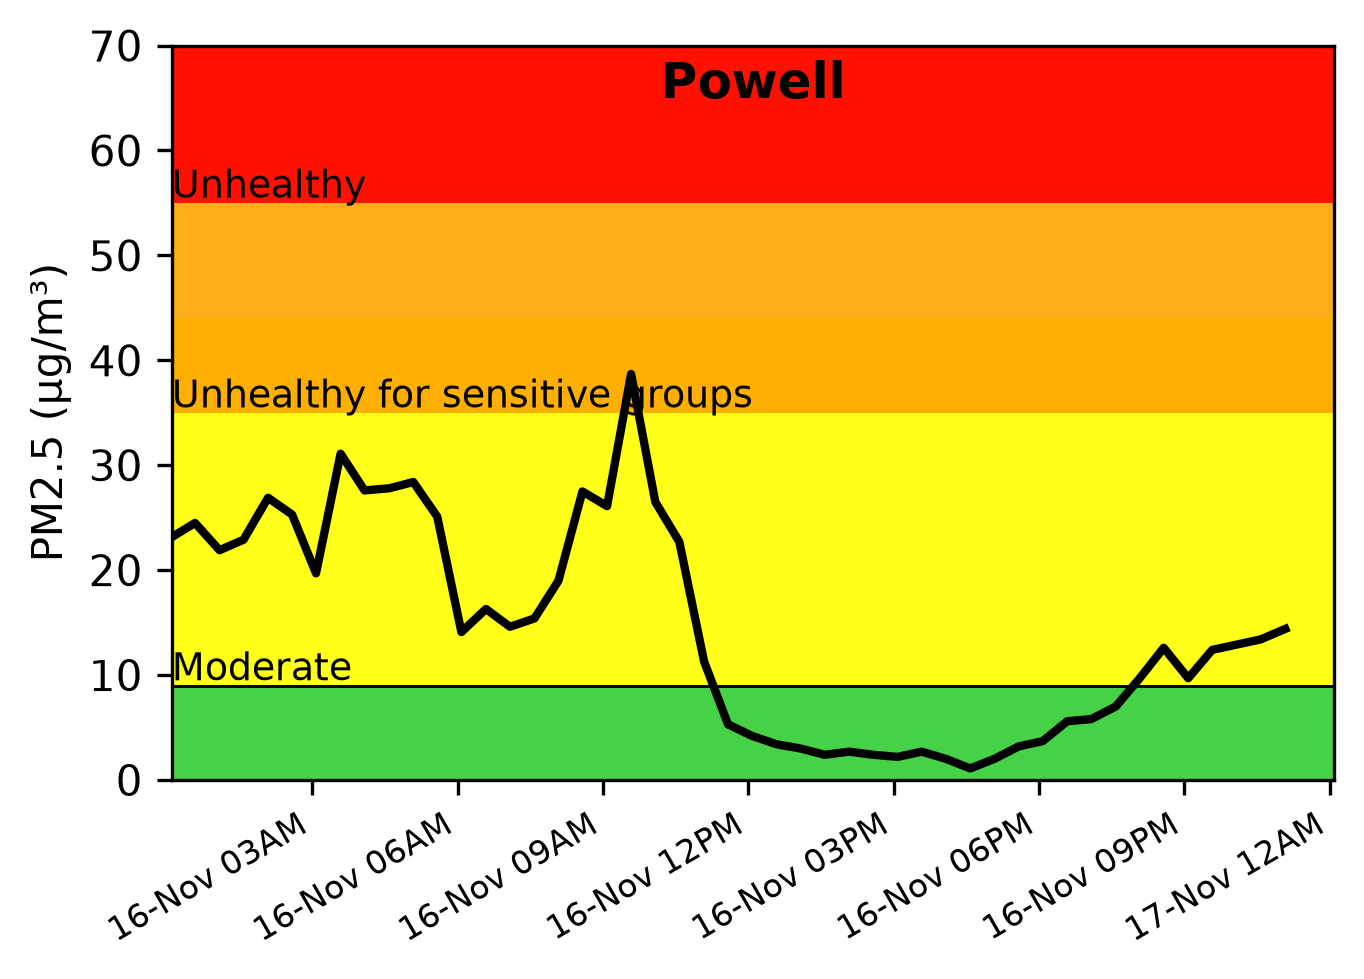 Powell
70
60
50
40
30
20
10
0
PM2.5 (µg/m³)
Unhealthy
Unhealthy for sensitive groups
Moderate
16-Nov 03AM
16-Nov 06AM
16-Nov 09AM
16-Nov 12PM
16-Nov 03PM
16-Nov 06PM
16-Nov 09PM
17-Nov 12AM